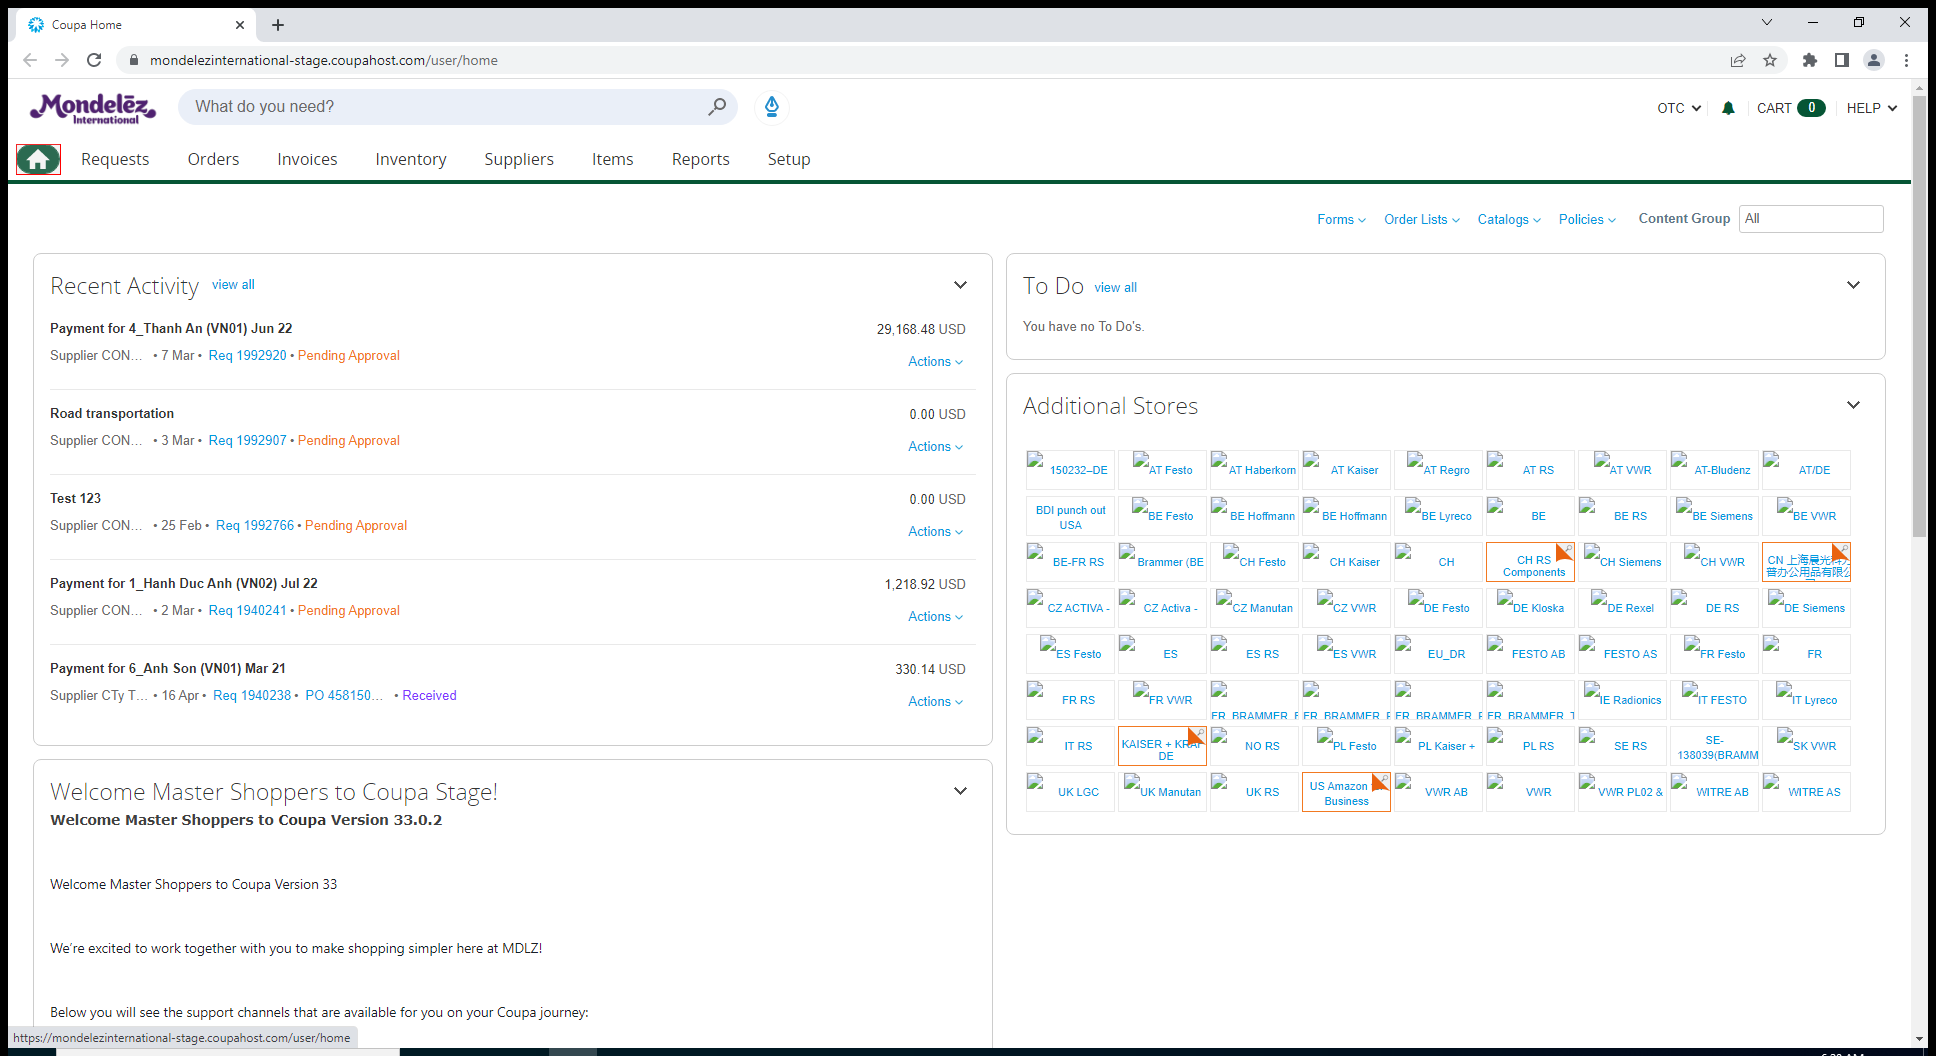 Coupa Home
mondelezinternational-stage.coupahost.com/user/home
Mondelēz
International
What do you need?
OTC
CART 0
HELP
Requests
Orders
Invoices
Inventory
Suppliers
Items
Reports
Setup
Forms
Order Lists
Catalogs
Policies
Content Group
All
Recent Activity view all
Payment for 4_Thanh An (VN01) Jun 22
29,168.48 USD
Supplier CON... • 7 Mar • Req 1992920 • Pending Approval
Actions
Road transportation
0.00 USD
Supplier CON... • 3 Mar • Req 1992907 • Pending Approval
Actions
Test 123
0.00 USD
Supplier CON... • 25 Feb • Req 1992766 • Pending Approval
Actions
Payment for 1_Hanh Duc Anh (VN02) Jul 22
1,218.92 USD
Supplier CON... • 2 Mar • Req 1940241 • Pending Approval
Actions
Payment for 6_Anh Son (VN01) Mar 21
330.14 USD
Supplier CTy T... • 16 Apr • Req 1940238 • PO 458150... • Received
Actions
Welcome Master Shoppers to Coupa Stage!
Welcome Master Shoppers to Coupa Version 33.0.2
Welcome Master Shoppers to Coupa Version 33
We're excited to work together with you to make shopping simpler here at MDLZ!
Below you will see the support channels that are available for you on your Coupa journey:
https://mondelezinternational-stage.coupahost.com/user/home
To Do view all
You have no To Do's.
Additional Stores
150232–DE
AT Festo
AT Haberkorn
AT Kaiser
AT Regro
AT RS
AT VWR
AT-Bludenz
AT/DE
BDI punch out
USA
BE Festo
BE Hoffmann
BE Hoffmann
BE Lyreco
BE
BE RS
BE Siemens
BE VWR
BE-FR RS
Brammer (BE
CH Festo
CH Kaiser
CH
CH RS
Components
CH Siemens
CH VWR
CN 上海晨光科力
普办公用品有限公
CZ ACTIVA -
CZ Activa -
CZ Manutan
CZ VWR
DE Festo
DE Kloska
DE Rexel
DE RS
DE Siemens
ES Festo
ES
ES RS
ES VWR
EU_DR
FESTO AB
FESTO AS
FR Festo
FR
FR RS
FR VWR
FR_BRAMMER_
FR_BRAMMER_
FR_BRAMMER_
FR_BRAMMER_
IE Radionics
IT FESTO
IT Lyreco
IT RS
KAISER + KRAF
DE
NO RS
PL Festo
PL Kaiser +
PL RS
SE RS
SE-
138039(BRAMM
SK VWR
UK LGC
UK Manutan
UK RS
US Amazon
Business
VWR AB
VWR
VWR PL02 &
WITRE AB
WITRE AS